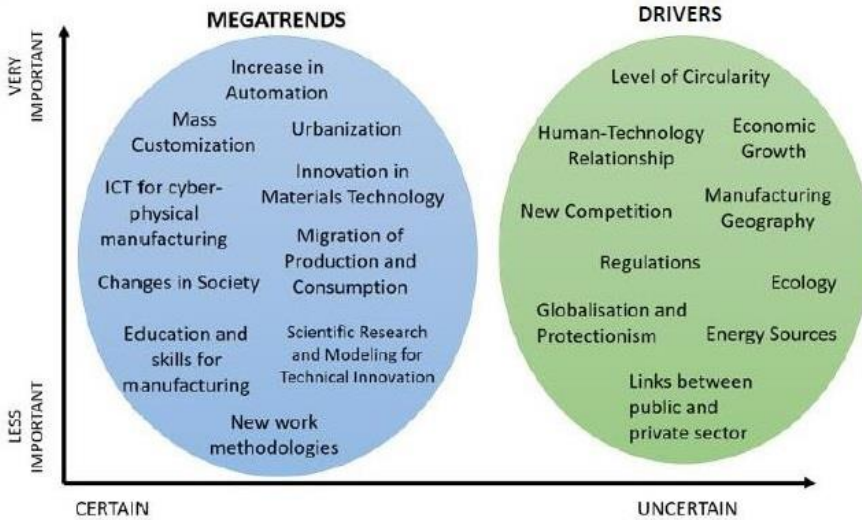 MEGATRENDS
DRIVERS
VERY
IMPORTANT
LESS
IMPORTANT
Increase in
Automation
Mass
Customization
Urbanization
ICT for cyber-
physical
manufacturing
Innovation in
Materials Technology
Migration of
Production and
Consumption
Changes in Society
Education and
skills for
manufacturing
Scientific Research
and Modeling for
Technical Innovation
New work
methodologies
Level of Circularity
Human-Technology
Relationship
Economic
Growth
New Competition
Manufacturing
Geography
Regulations
Ecology
Globalisation and
Protectionism
Energy Sources
Links between
public and
private sector
CERTAIN
UNCERTAIN